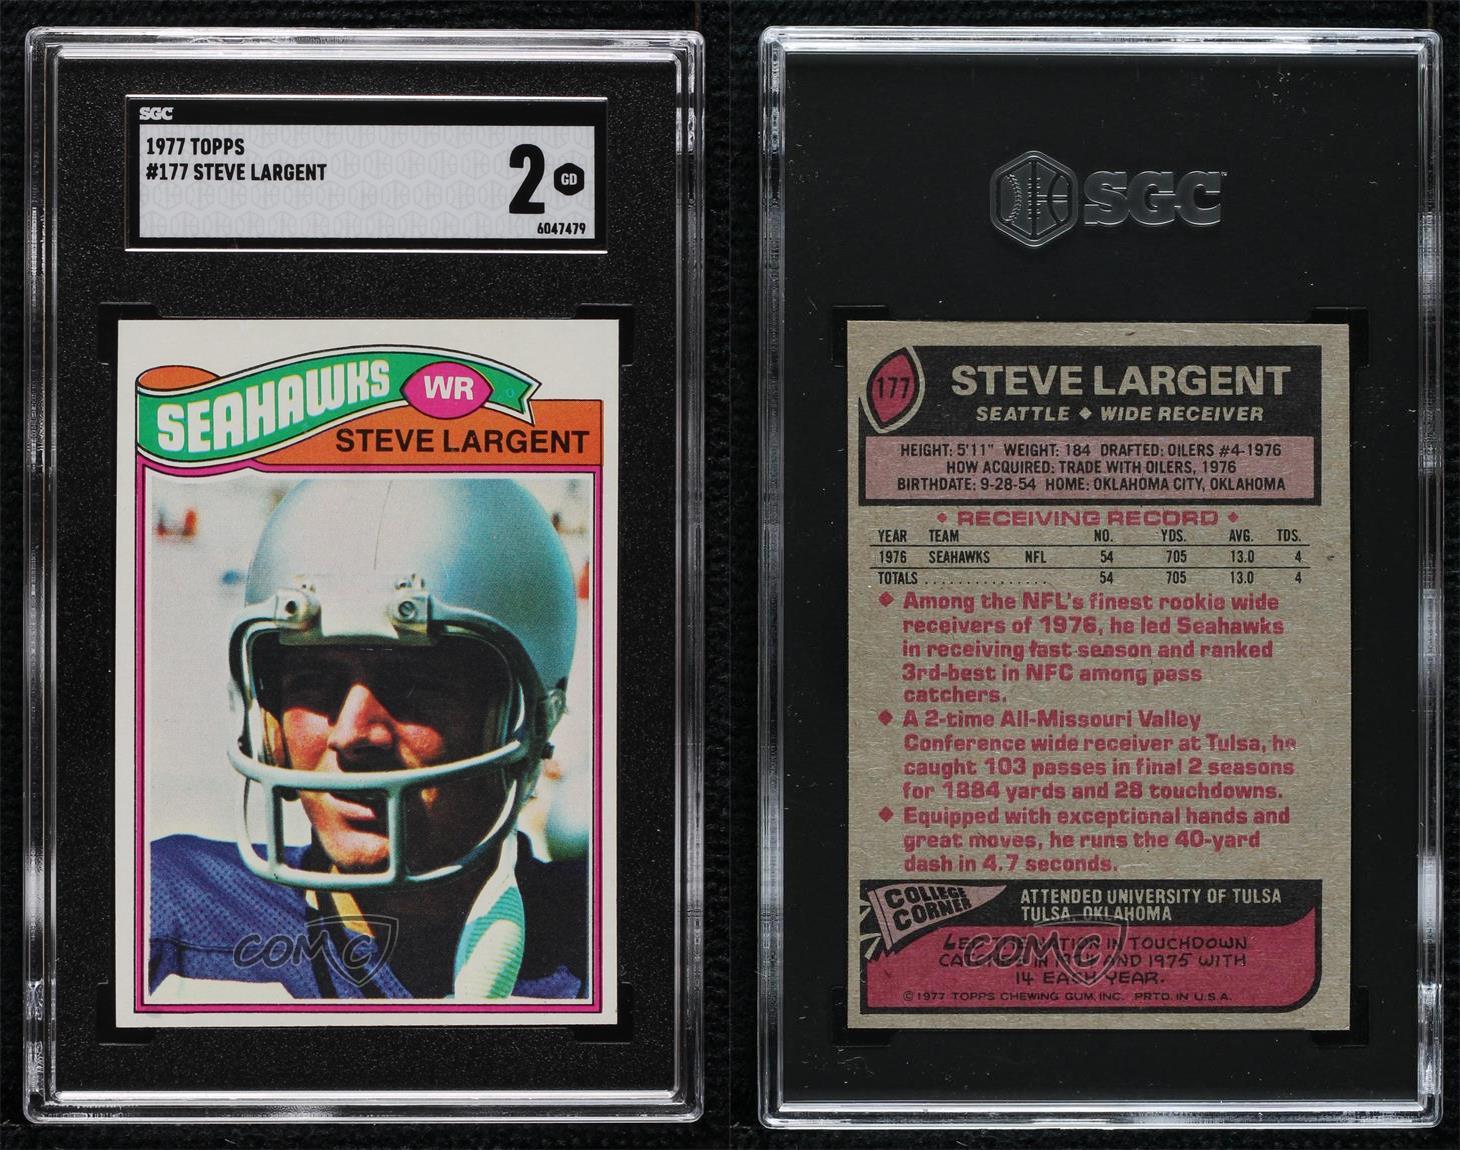 SGC
1977 TOPPS
#177 STEVE LARGENT
2 GD
6047479
SEAHAWKS WR
STEVE LARGENT
COMC
SGC
177
STEVE LARGENT
SEATTLE ◆ WIDE RECEIVER
HEIGHT: 5'11" WEIGHT: 184 DRAFTED: OILERS #4-1976
HOW ACQUIRED: TRADE WITH OILERS, 1976
BIRTHDATE: 9-28-54 HOME: OKLAHOMA CITY, OKLAHOMA
◆ RECEIVING RECORD ◆
YEAR TEAM NO. YDS. AVG. TDS.
1976 SEAHAWKS NFL 54 705 13.0 4
TOTALS ............... 54 705 13.0 4
◆ Among the NFL's finest rookie wide
receivers of 1976, he led Seahawks
in receiving last season and ranked
3rd-best in NFC among pass
catchers.
◆ A 2-time All-Missouri Valley
Conference wide receiver at Tulsa, he
caught 103 passes in final 2 seasons
for 1884 yards and 28 touchdowns.
◆ Equipped with exceptional hands and
great moves, he runs the 40-yard
dash in 4.7 seconds.
COLLEGE
CORNER
ATTENDED UNIVERSITY OF TULSA
TULSA, OKLAHOMA
LED THE NATION IN TOUCHDOWN
CATCHES IN 1974 AND 1975 WITH
14 EACH YEAR.
© 1977 TOPPS CHEWING GUM, INC. PRTD. IN U.S.A.
COMC